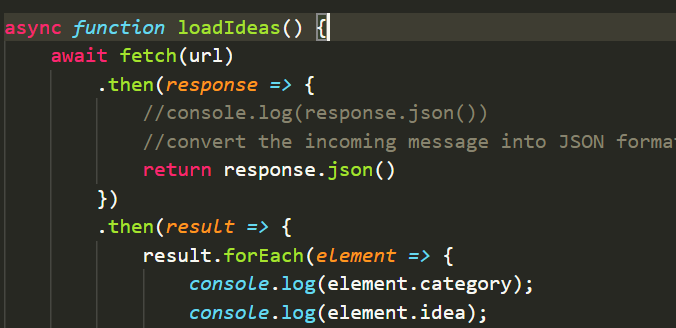 async function loadIdeas() {
await fetch(url)
.then(response => {
//console.log(response.json())
//convert the incoming message into JSON forma
return response.json()
})
.then(result => {
result.forEach(element => {
console.log(element.category);
console.log(element.idea);